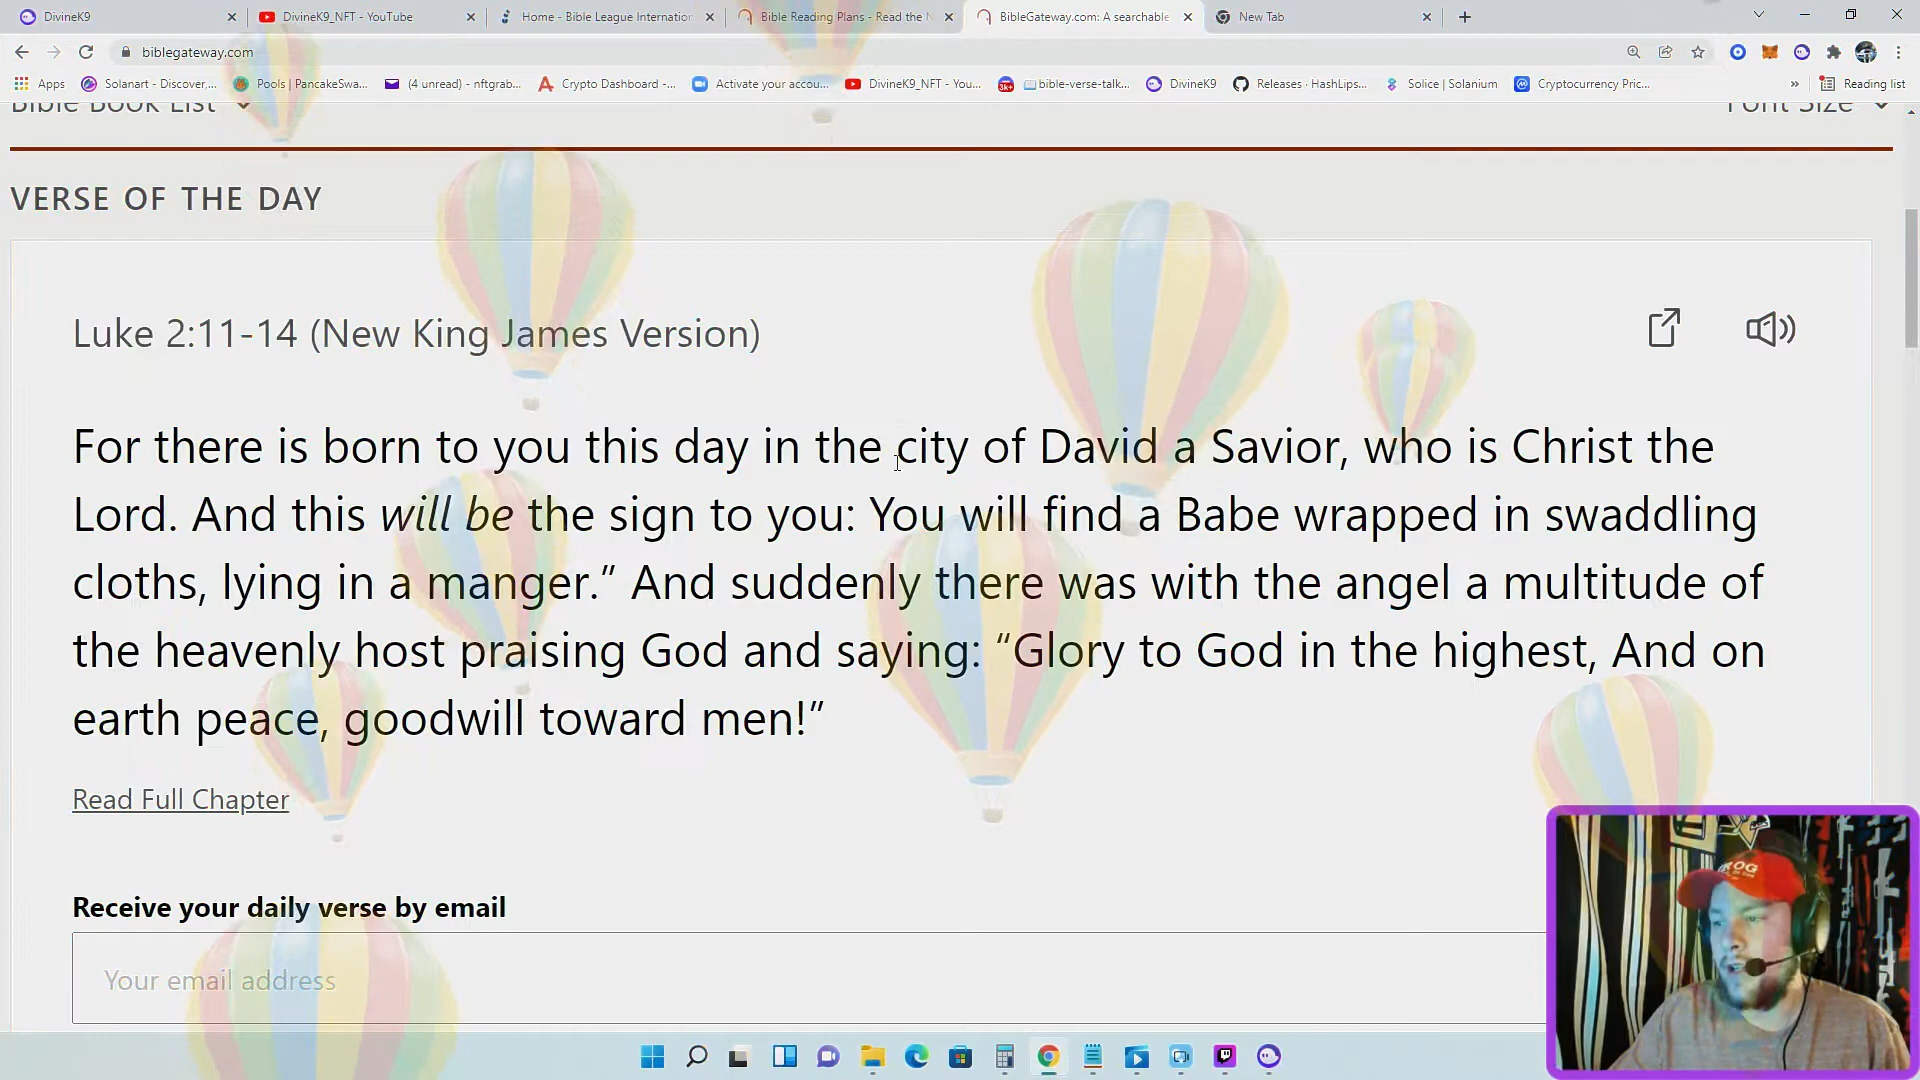 DivineK9
DivineK9_NFT - YouTube
Home - Bible League Internation
Bible Reading Plans - Read the N
BibleGateway.com: A searchable
New Tab
biblegateway.com
Apps
Solanart - Discover,...
Pools | PancakeSwa...
(4 unread) - nftgrab...
Crypto Dashboard -...
Activate your accou...
DivineK9_NFT - You...
bible-verse-talk...
DivineK9
Releases · HashLips...
Solice | Solanium
Cryptocurrency Pric...
»
Reading list
Bible Book List
Font Size
VERSE OF THE DAY
Luke 2:11-14 (New King James Version)
For there is born to you this day in the city of David a Savior, who is Christ the
Lord. And this will be the sign to you: You will find a Babe wrapped in swaddling
cloths, lying in a manger.” And suddenly there was with the angel a multitude of
the heavenly host praising God and saying: “Glory to God in the highest, And on
earth peace, goodwill toward men!”
Read Full Chapter
Receive your daily verse by email
Your email address